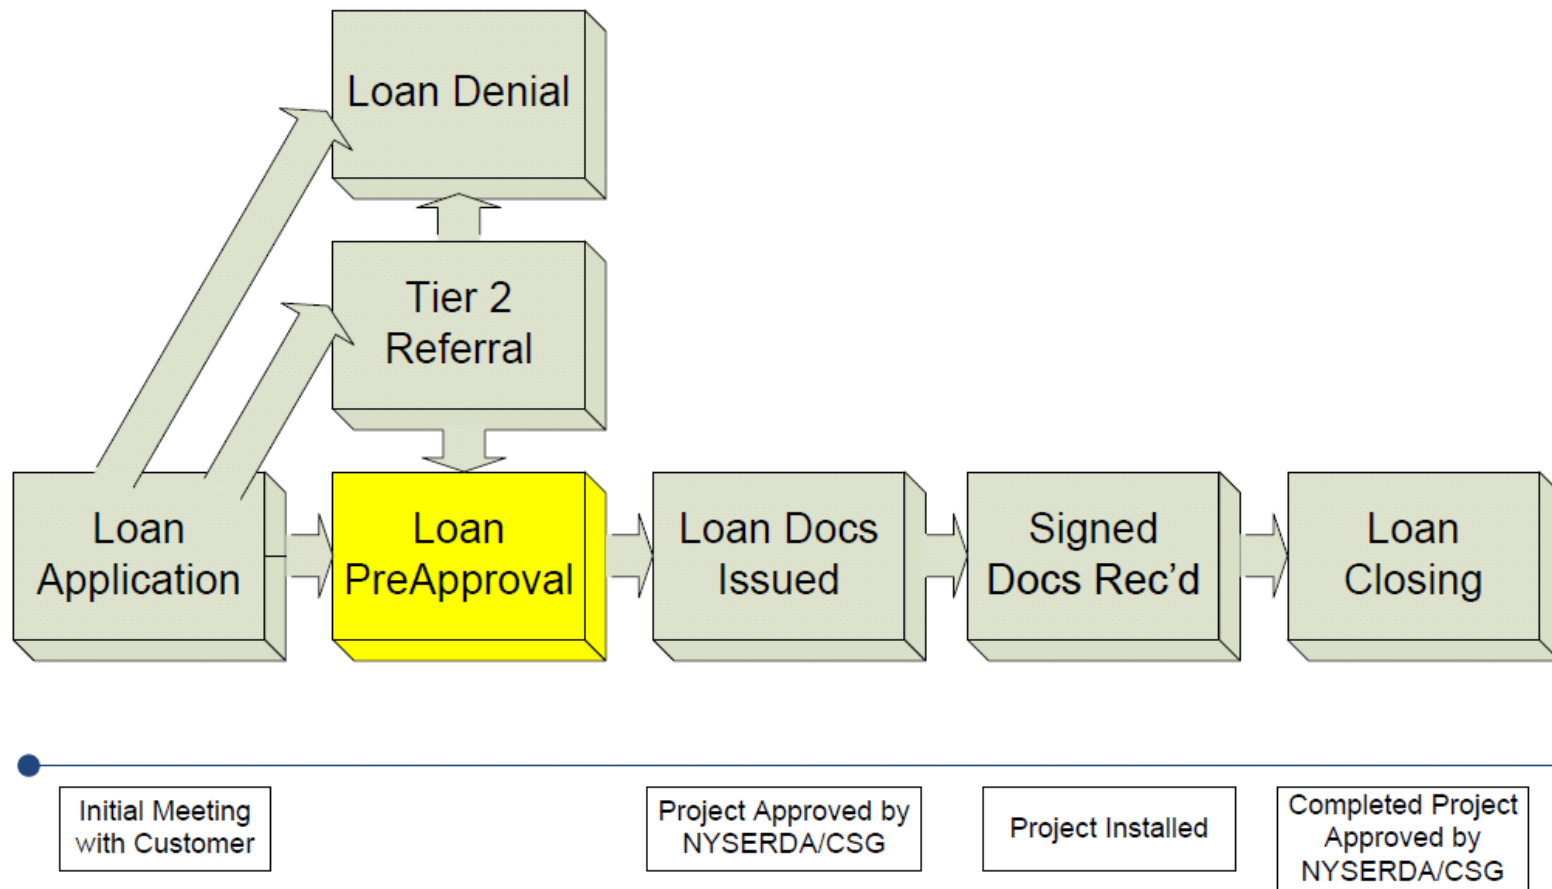 Loan Denial
Tier 2
Referral
Loan
Application
Loan
PreApproval
Loan Docs
Issued
Signed
Docs Rec’d
Loan
Closing
Initial Meeting
with Customer
Project Approved by
NYSERDA/CSG
Project Installed
Completed Project
Approved by
NYSERDA/CSG